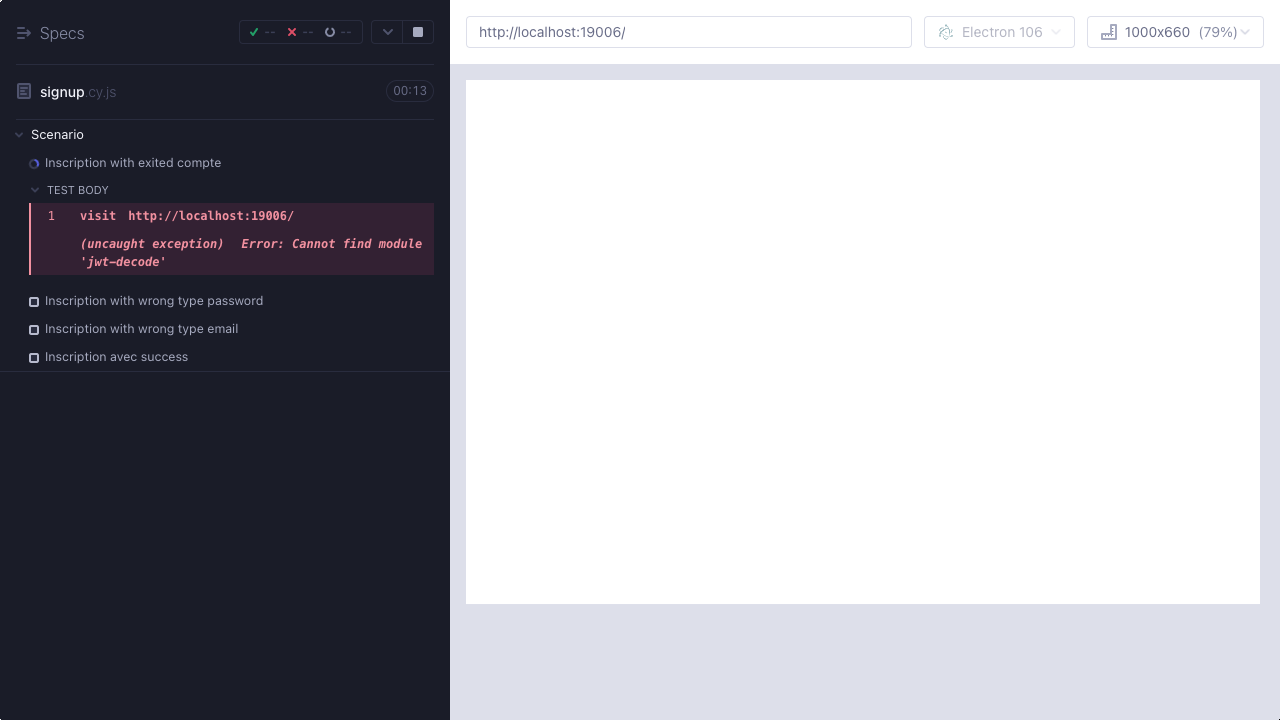 Specs
-- -- --
http://localhost:19006/
Electron 106
1000x660 (79%)
signup.cy.js
00:13
Scenario
Inscription with exited compte
TEST BODY
1 visit http://localhost:19006/
(uncaught exception) Error: Cannot find module
'jwt-decode'
Inscription with wrong type password
Inscription with wrong type email
Inscription avec success